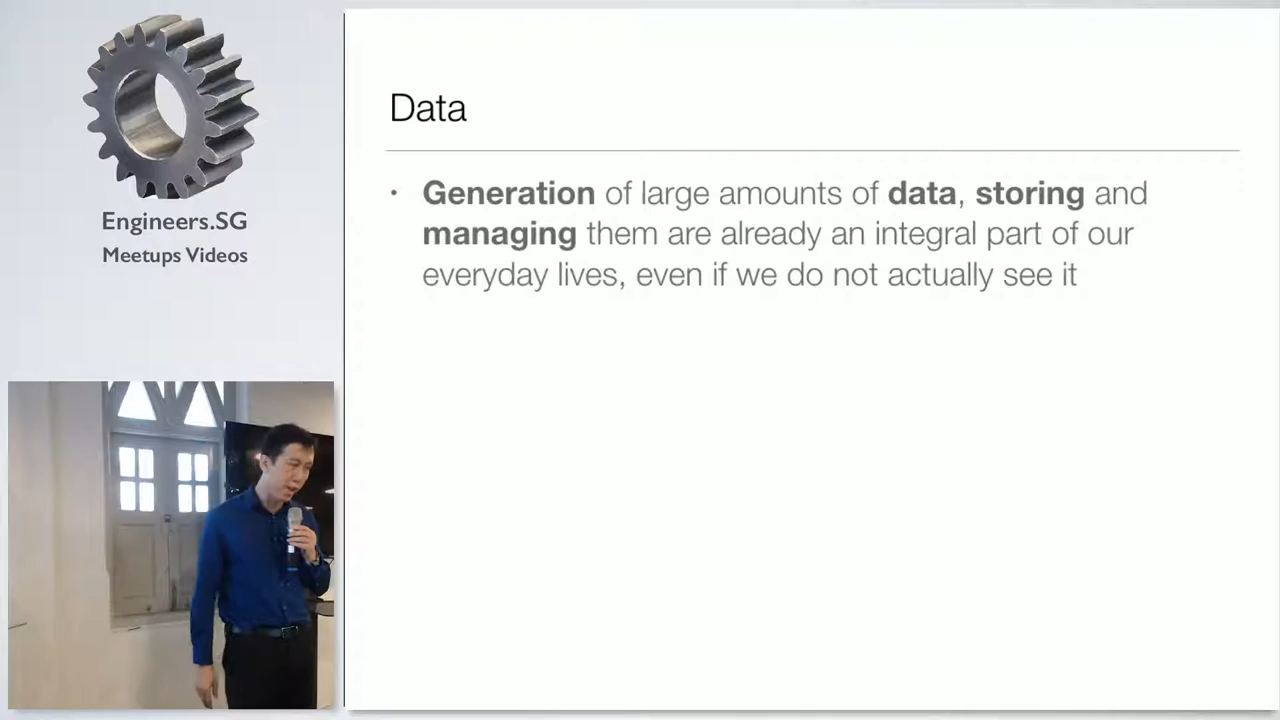 Engineers.SG
Meetups Videos
Data
• Generation of large amounts of data, storing and
managing them are already an integral part of our
everyday lives, even if we do not actually see it